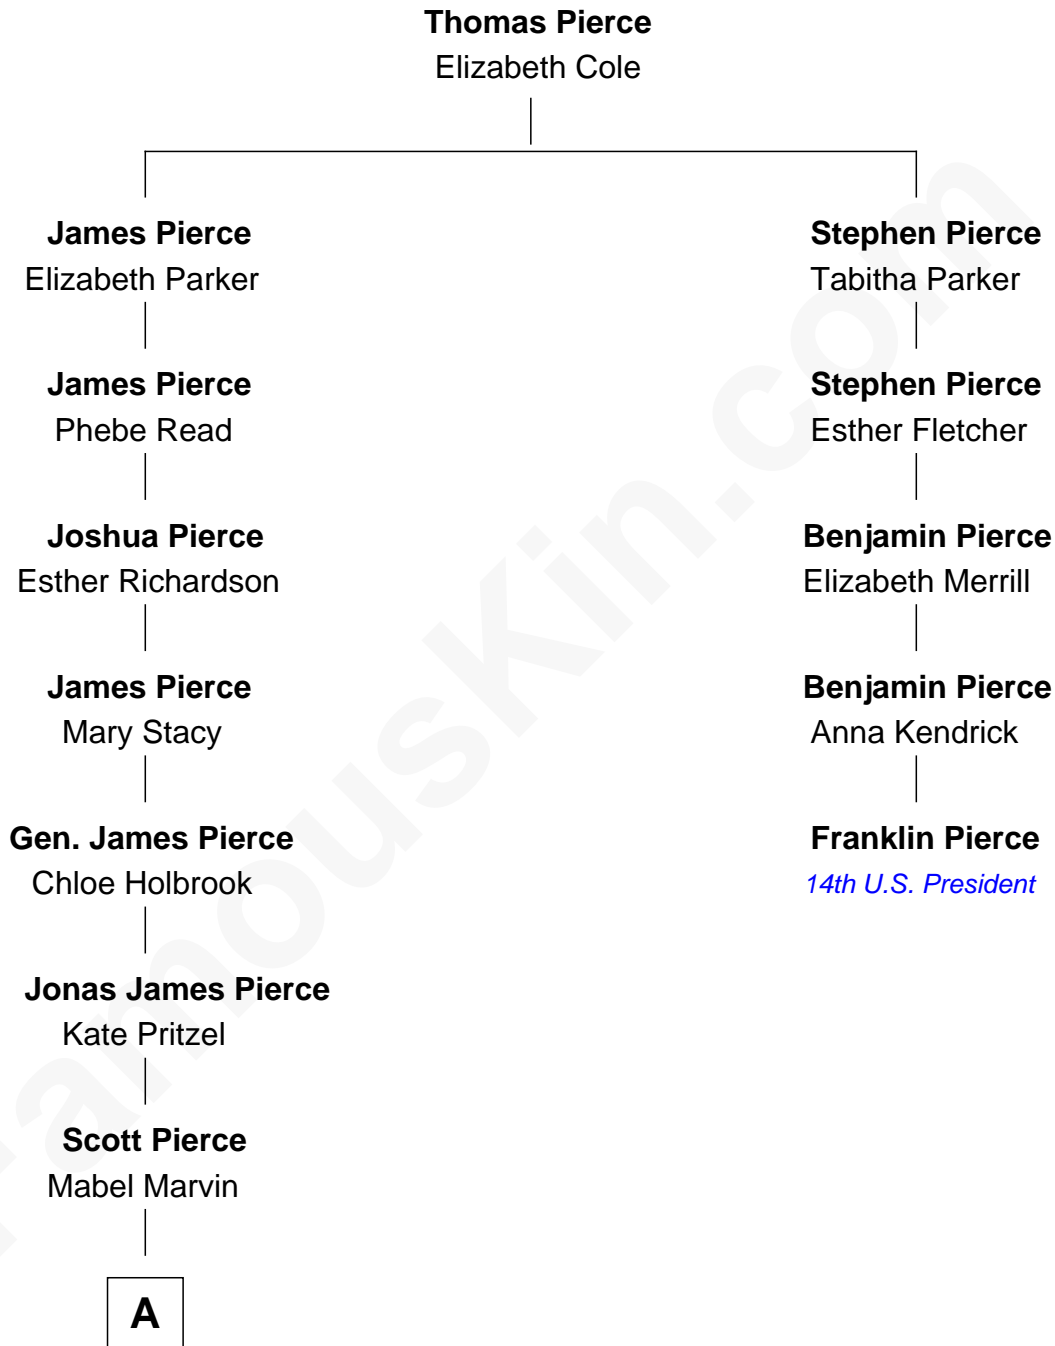 Thomas Pierce
Elizabeth Cole
James Pierce
Elizabeth Parker
Stephen Pierce
Tabitha Parker
James Pierce
Phebe Read
Stephen Pierce
Esther Fletcher
Joshua Pierce
Esther Richardson
Benjamin Pierce
Elizabeth Merrill
James Pierce
Mary Stacy
Benjamin Pierce
Anna Kendrick
Gen. James Pierce
Chloe Holbrook
Franklin Pierce
14th U.S. President
Jonas James Pierce
Kate Pritzel
Scott Pierce
Mabel Marvin
A
FamousKin.com